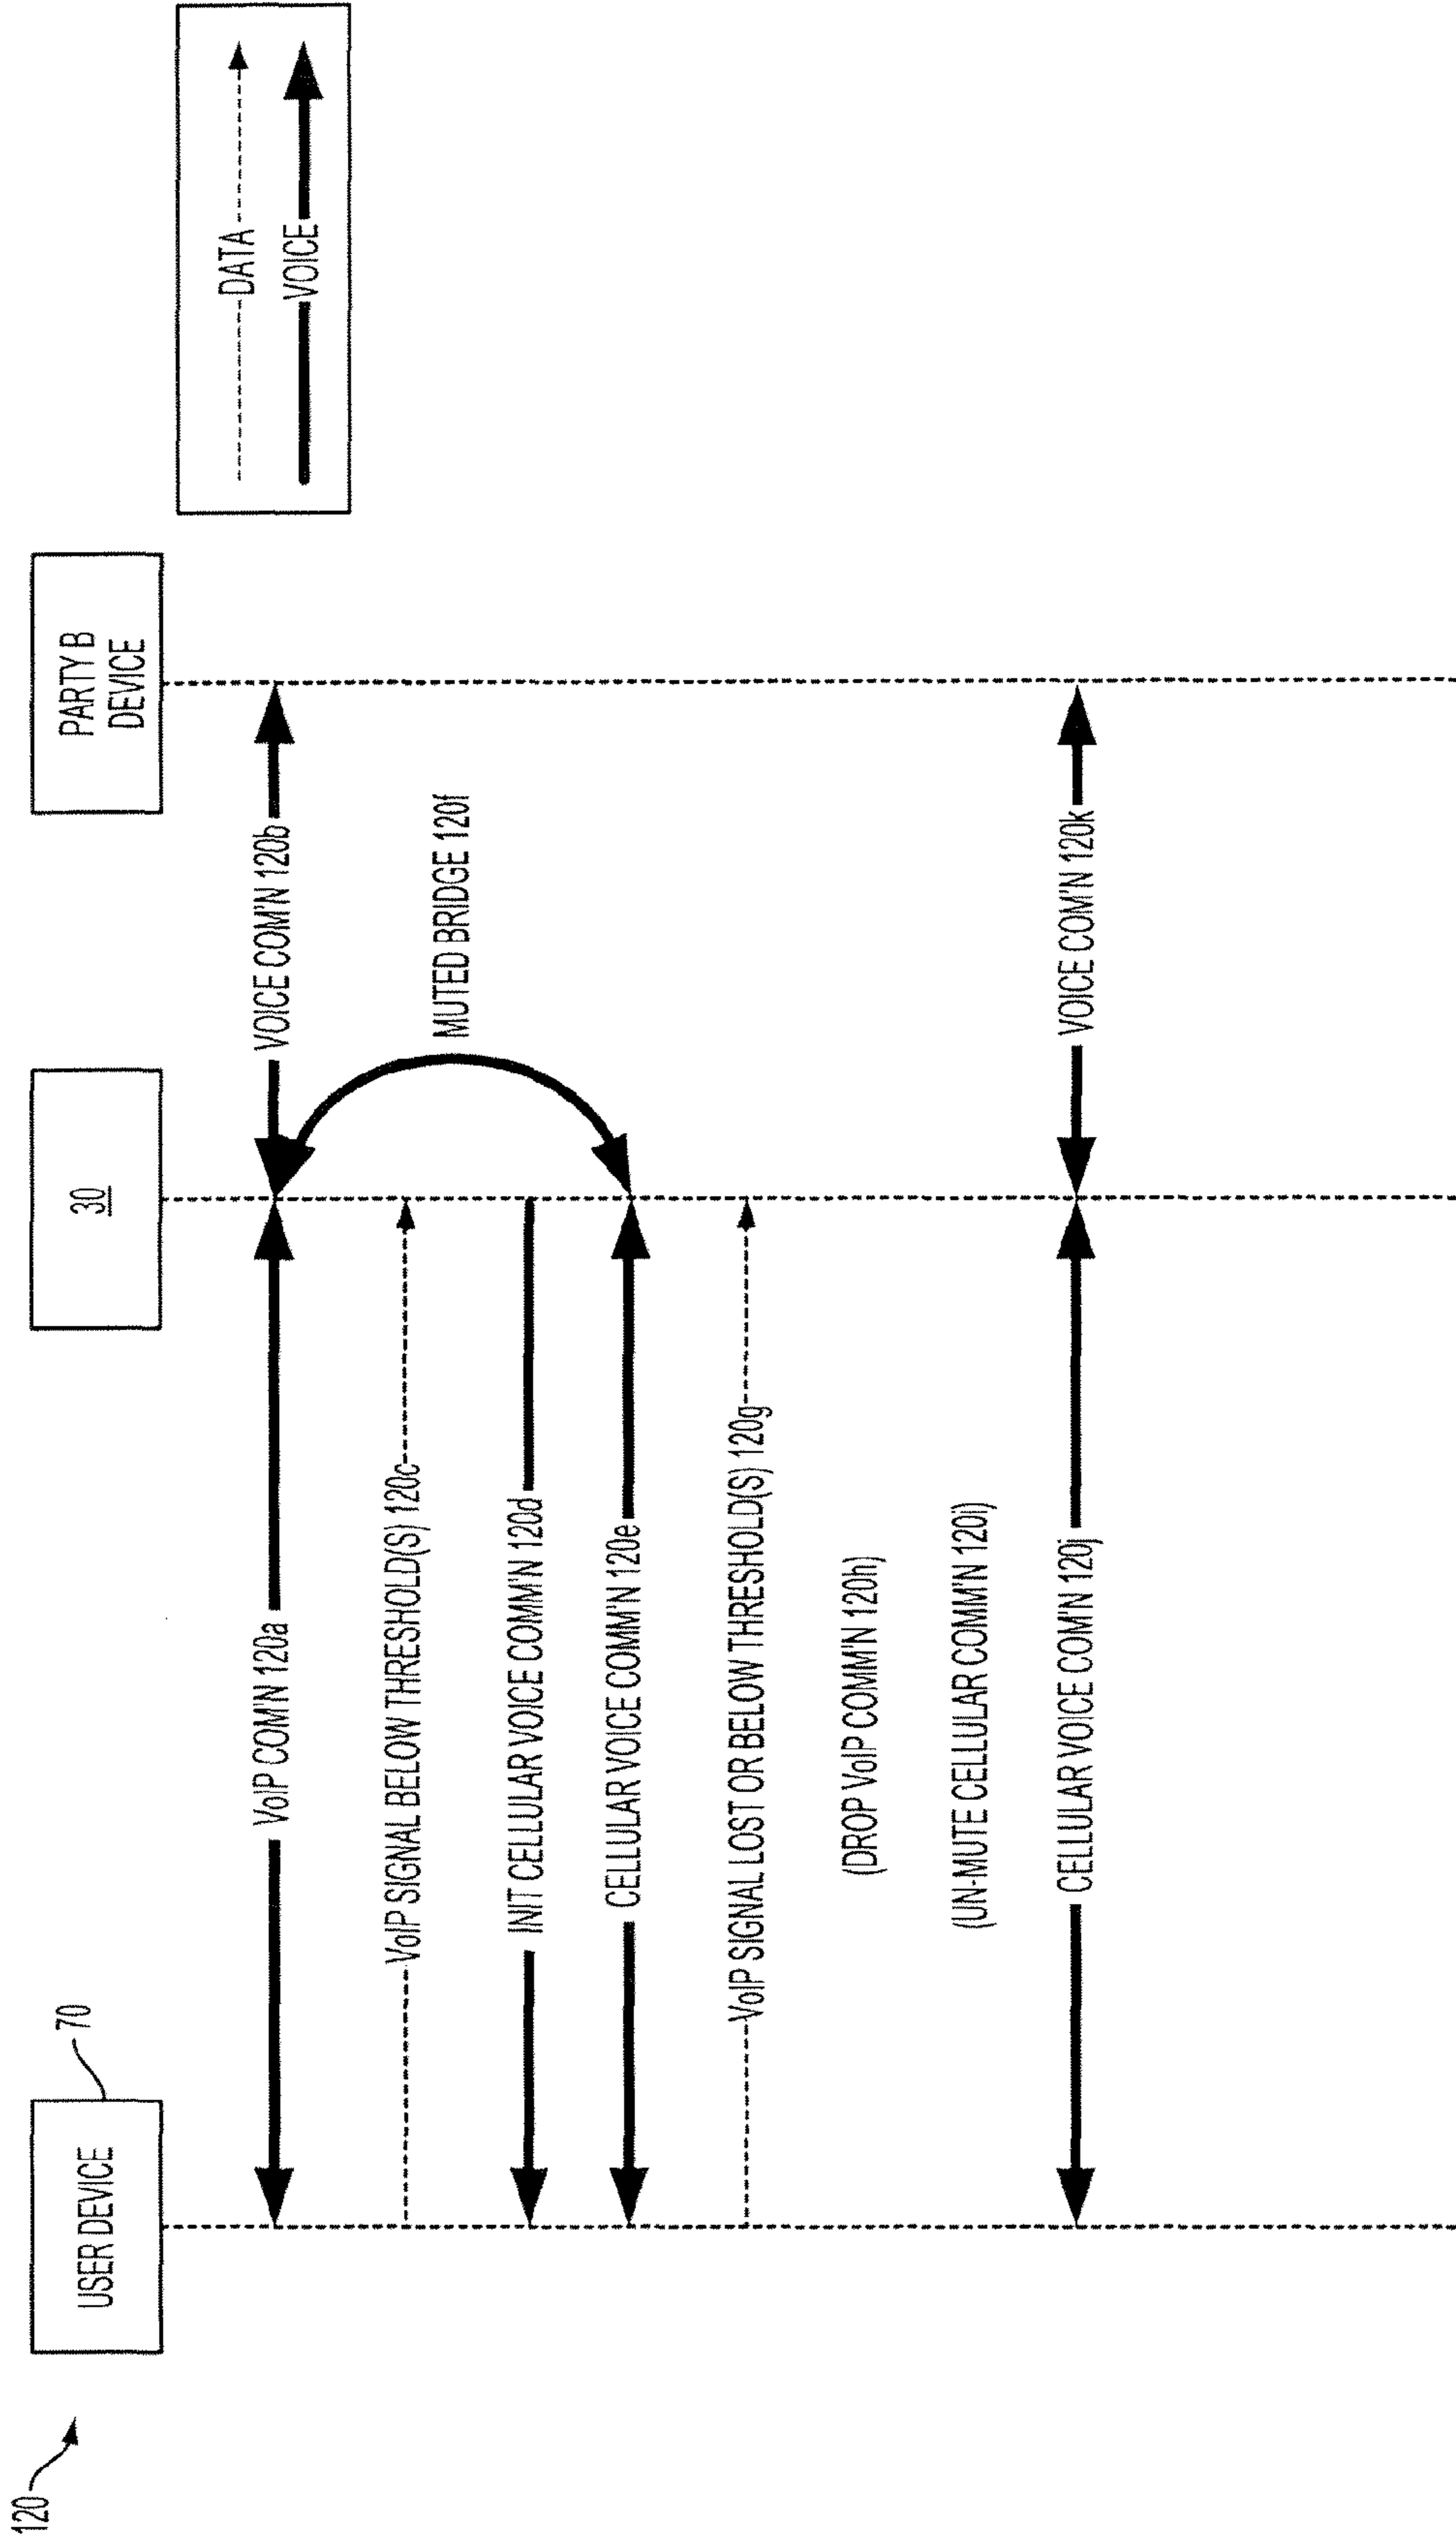 120
USER DEVICE
70
30
PARTY B
DEVICE
DATA
VOICE
VoIP COM'N 120a
VOICE COM'N 120b
VoIP SIGNAL BELOW THRESHOLD(S) 120c
MUTED BRIDGE 120f
INIT CELLULAR VOICE COMM'N 120d
CELLULAR VOICE COMM'N 120e
VoIP SIGNAL LOST OR BELOW THRESHOLD(S) 120g
(DROP VoIP COMM'N 120h)
(UN-MUTE CELLULAR COMM'N 120i)
CELLULAR VOICE COM'N 120j
VOICE COM'N 120k